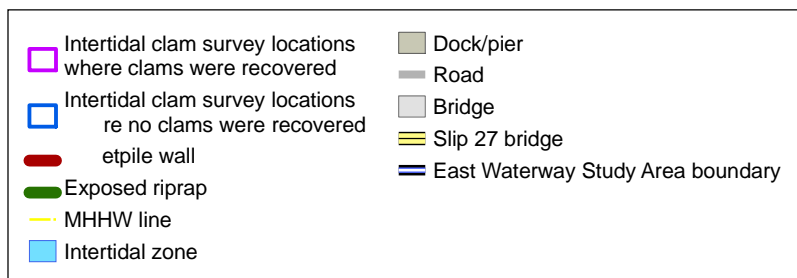 Intertidal clam survey locations
where clams were recovered
Intertidal clam survey locations
re no clams were recovered
etpile wall
Exposed riprap
MHHW line
Intertidal zone
Dock/pier
Road
Bridge
Slip 27 bridge
East Waterway Study Area boundary